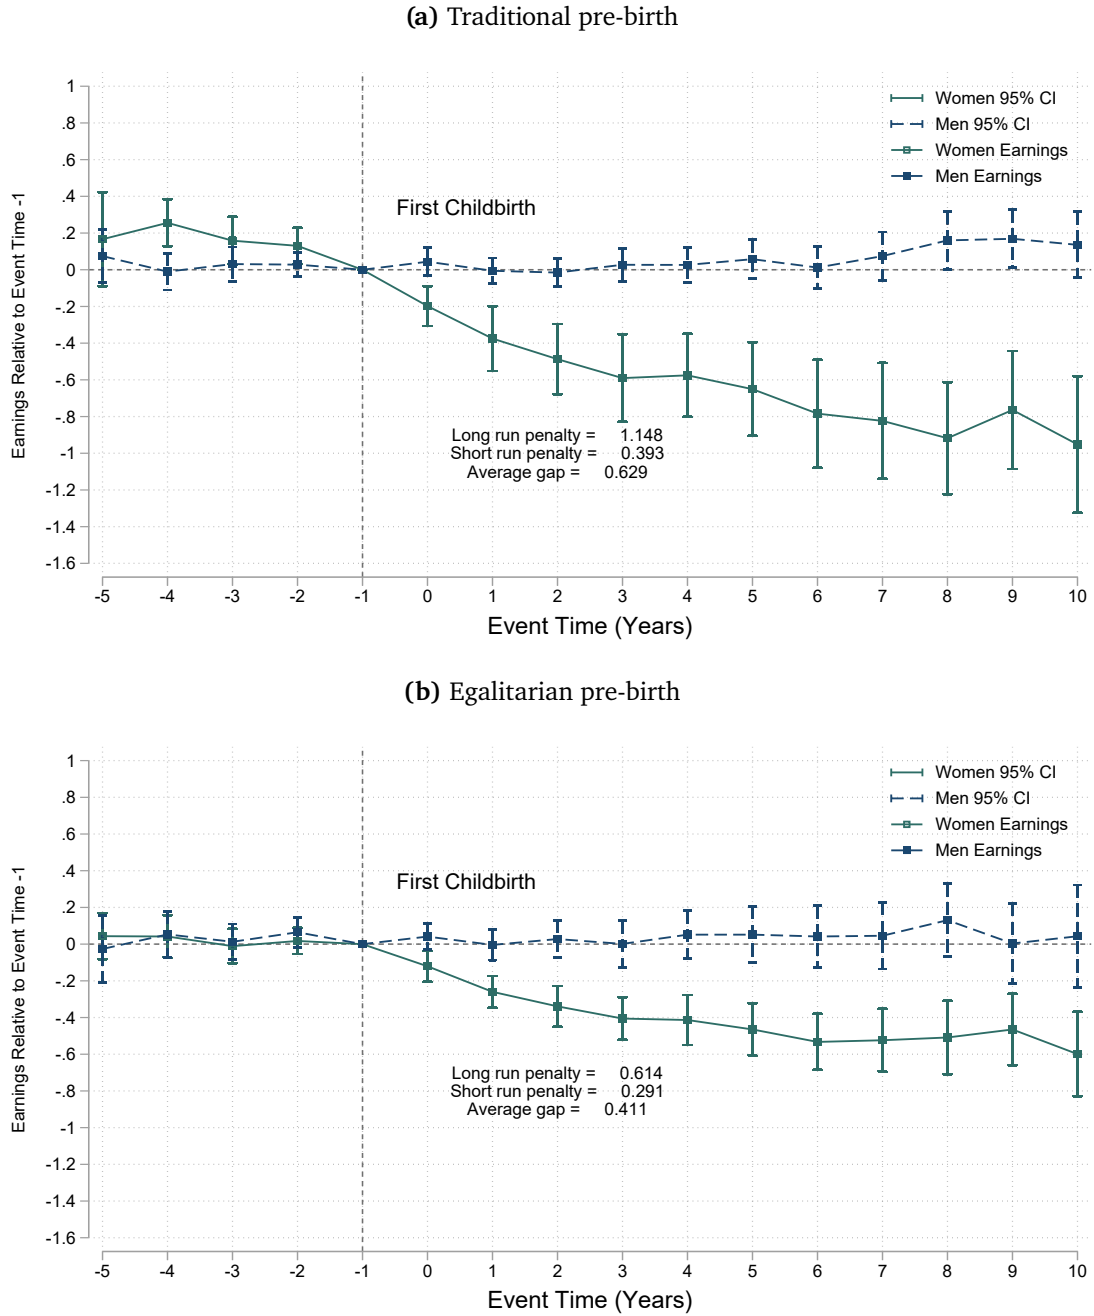 (a) Traditional pre-birth
1
.8
.6
.4
.2
0
-.2
-.4
-.6
-.8
-1
-1.2
-1.4
-1.6
Earnings Relative to Event Time -1
Women 95% CI
Men 95% CI
Women Earnings
Men Earnings
First Childbirth
Long run penalty = 1.148
Short run penalty = 0.393
Average gap = 0.629
-5 -4 -3 -2 -1 0 1 2 3 4 5 6 7 8 9 10
Event Time (Years)
(b) Egalitarian pre-birth
1
.8
.6
.4
.2
0
-.2
-.4
-.6
-.8
-1
-1.2
-1.4
-1.6
Earnings Relative to Event Time -1
Women 95% CI
Men 95% CI
Women Earnings
Men Earnings
First Childbirth
Long run penalty = 0.614
Short run penalty = 0.291
Average gap = 0.411
-5 -4 -3 -2 -1 0 1 2 3 4 5 6 7 8 9 10
Event Time (Years)